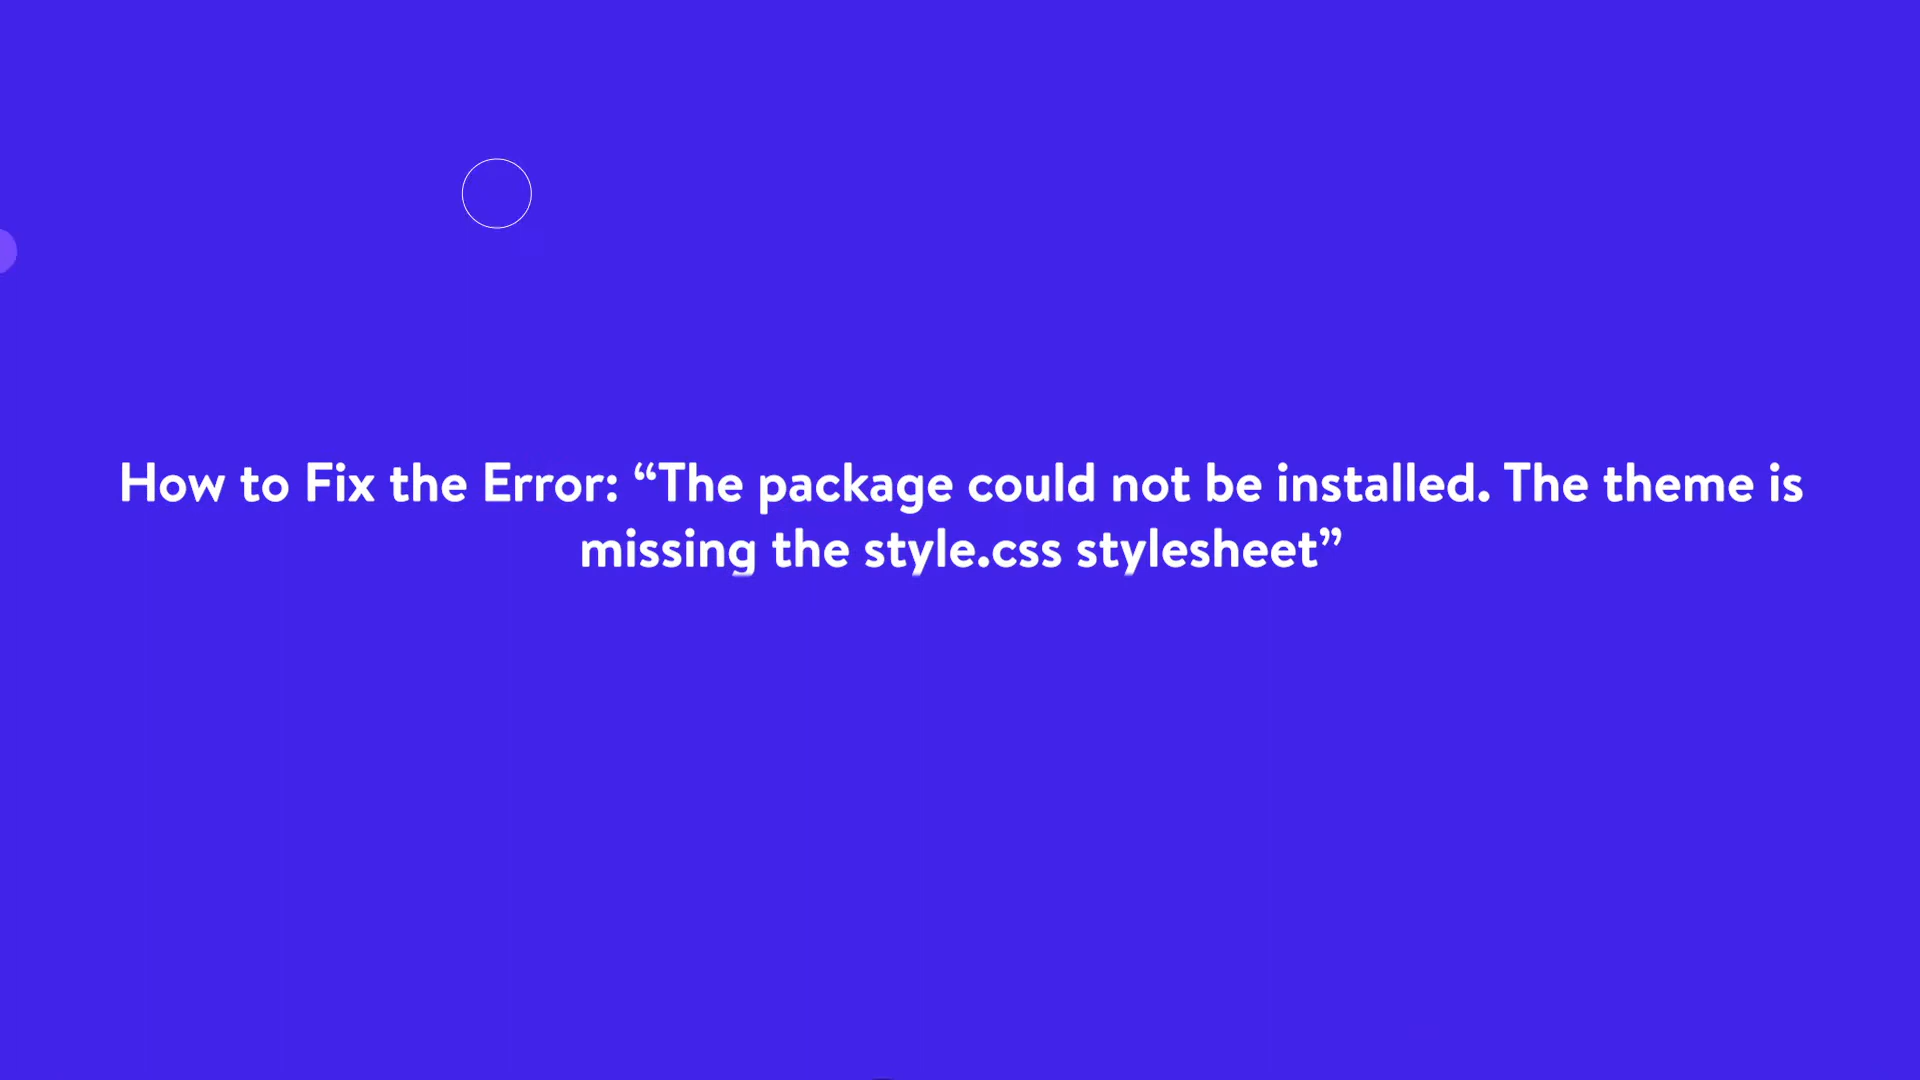 How to Fix the Error: “The package could not be installed. The theme is
missing the style.css stylesheet”